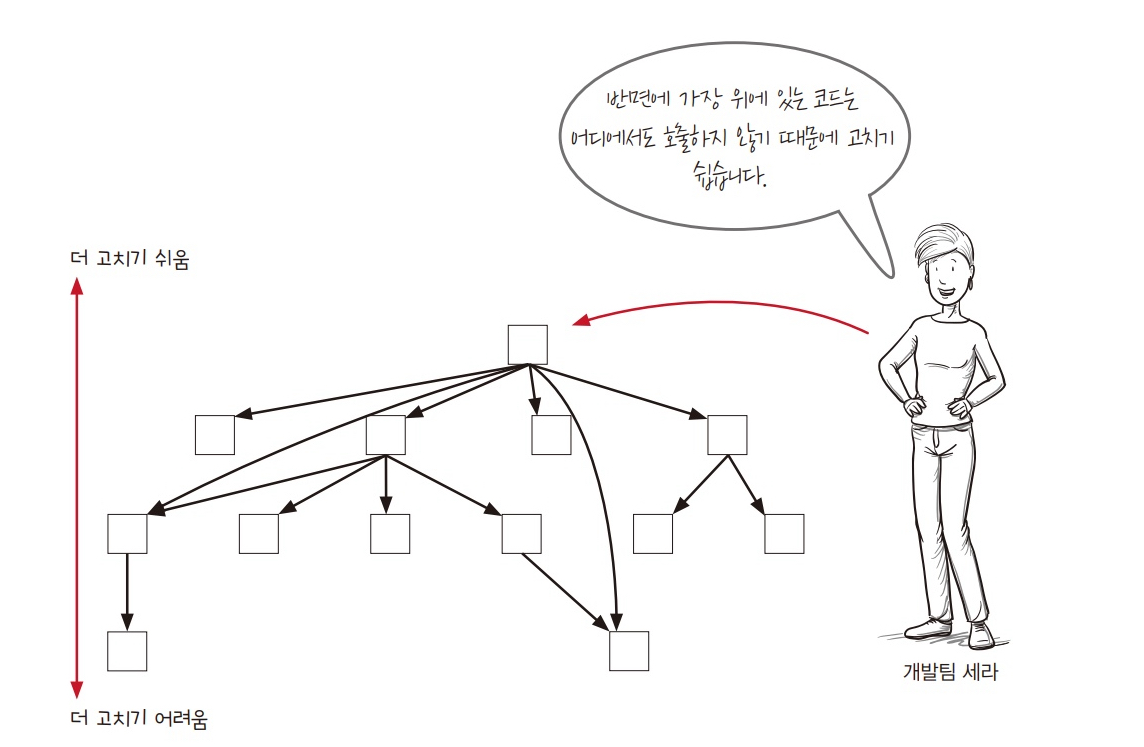 반면에 가장 위에 있는 코드는
어디에서도 호출하지 않기 때문에 고치기
쉽습니다.
더 고치기 쉬움
개발팀 세라
더 고치기 어려움